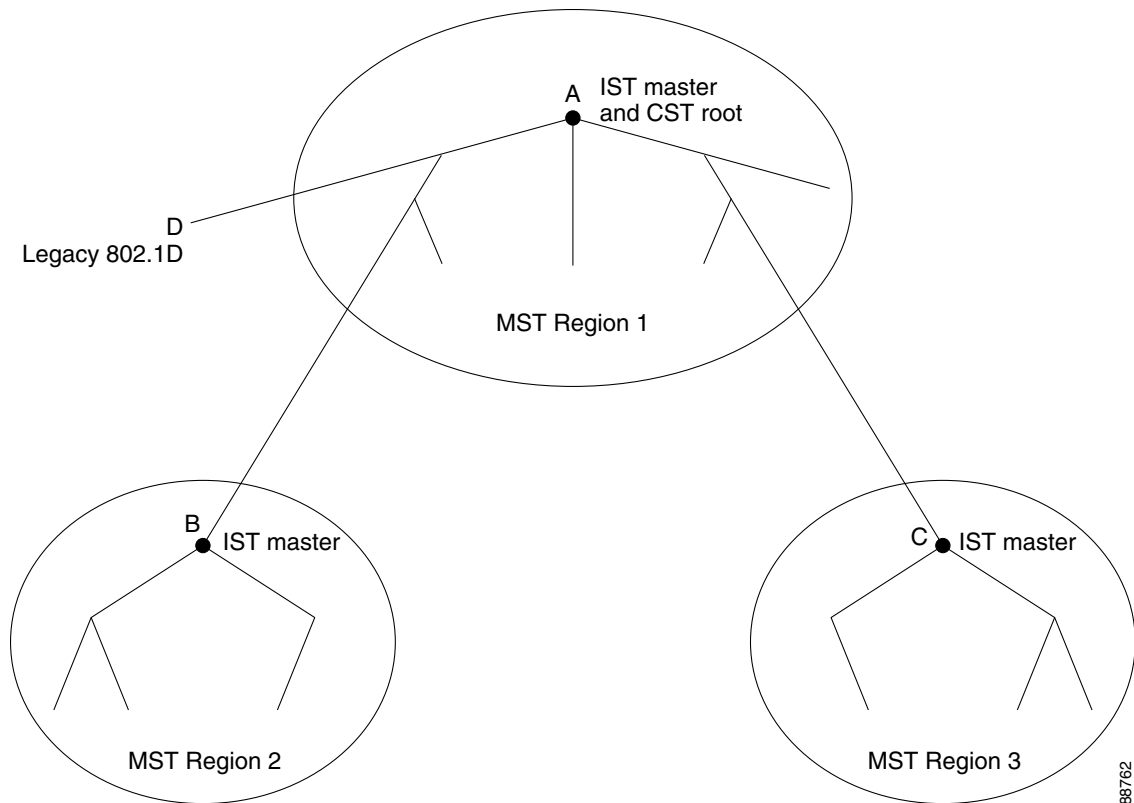 A
IST master
and CST root
D
Legacy 802.1D
MST Region 1
B
IST master
C
IST master
MST Region 2
MST Region 3
88762